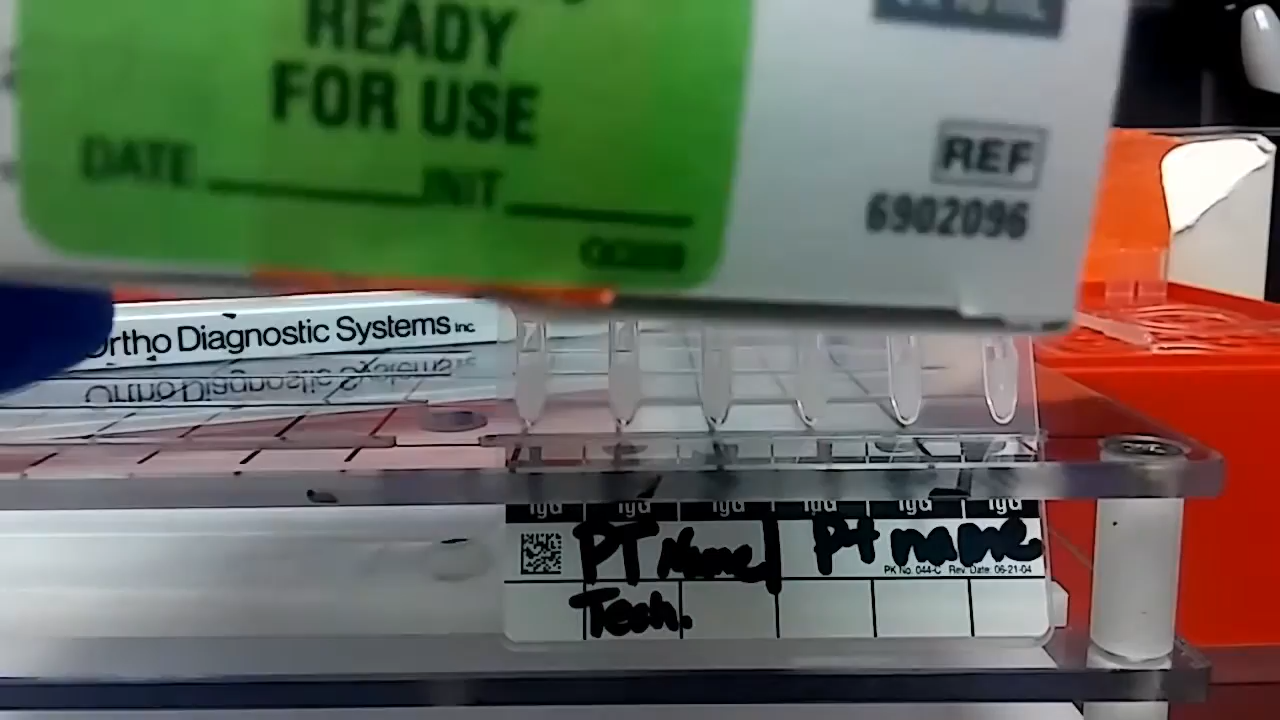 READY
FOR USE
DATE INIT
REF
6902096
Ortho Diagnostic Systems Inc.
IgG IgG IgG IgG IgG IgG
PT Name Pt name
PK No. 044-C Rev. Date: 06-21-04
Tech.